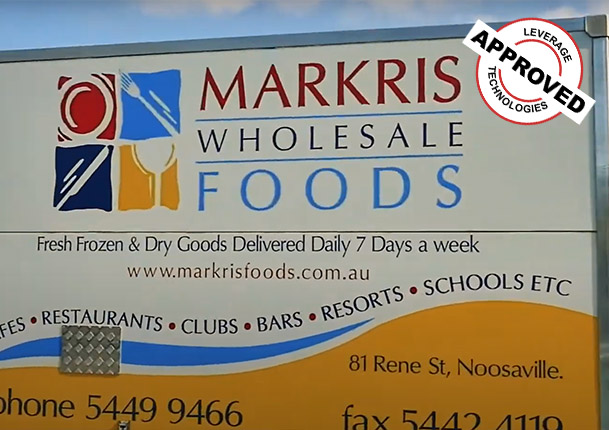 LEVERAGE
APPROVED
TECHNOLOGIES
MARKRIS
WHOLESALE
FOODS
Fresh Frozen & Dry Goods Delivered Daily 7 Days a week
www.markrisfoods.com.au
FES • RESTAURANTS • CLUBS • BARS • RESORTS • SCHOOLS ETC
81 Rene St, Noosaville.
phone 5449 9466
fax 5442 4119